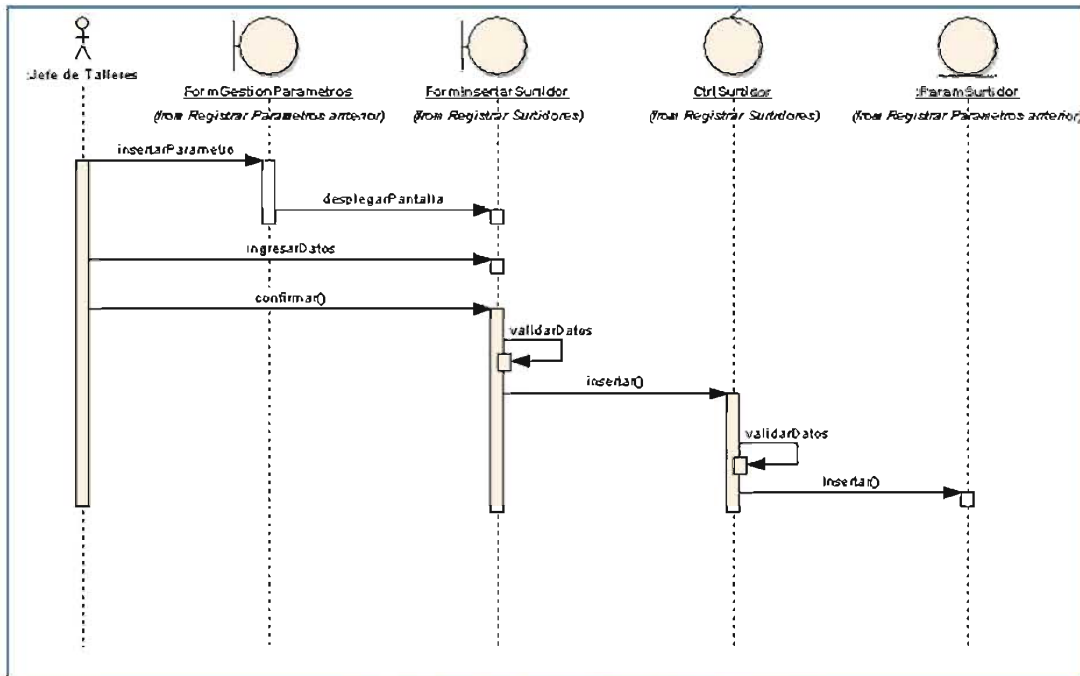 :Jefe de Talleres
FormGestionParametros
(from Registrar Parametros anterior)
FormInsertarSurtidor
(from Registrar Surtidores)
CtrlSurtidor
(from Registrar Surtidores)
:ParamSurtidor
(from Registrar Parametros anterior)
insertarParametro
desplegarPantalla
ingresarDatos
confirmar()
validarDatos
insertar()
validarDatos
insertar()